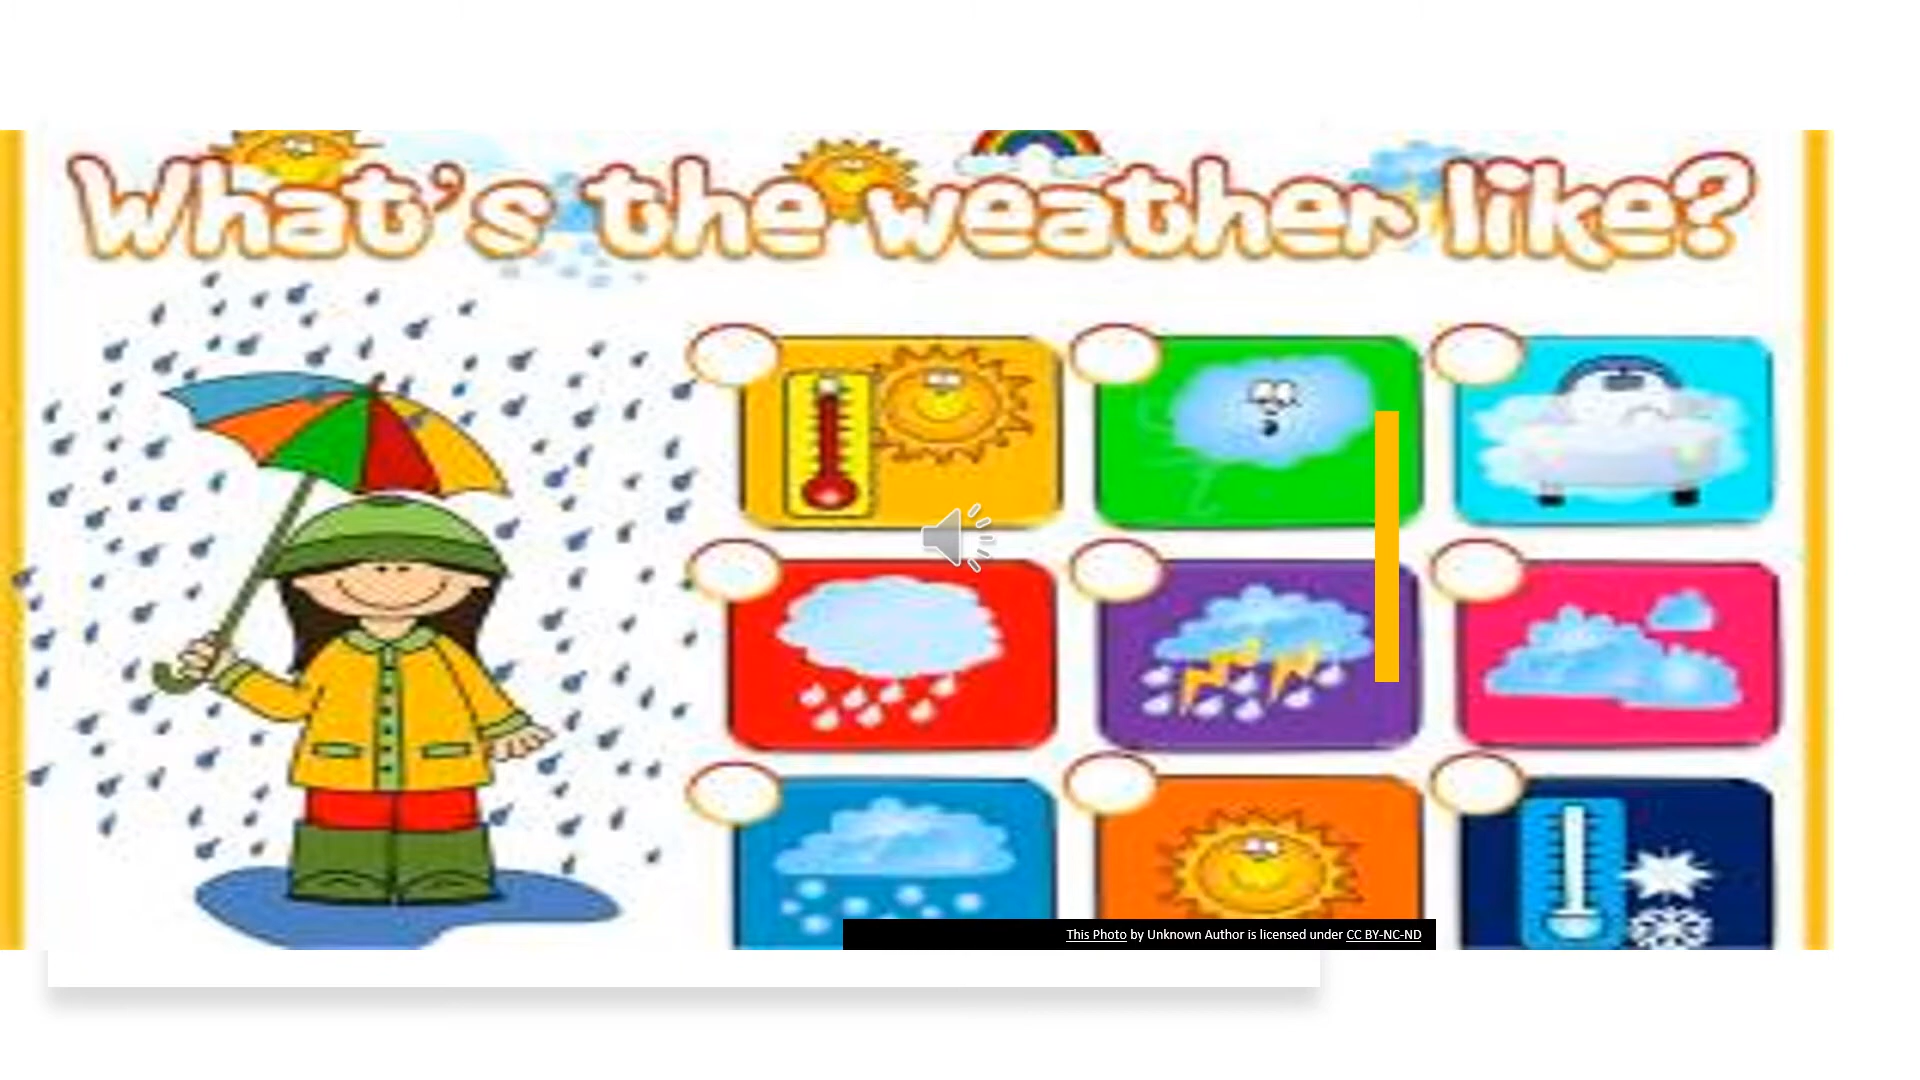 What's the weather like?
This Photo by Unknown Author is licensed under CC BY-NC-ND